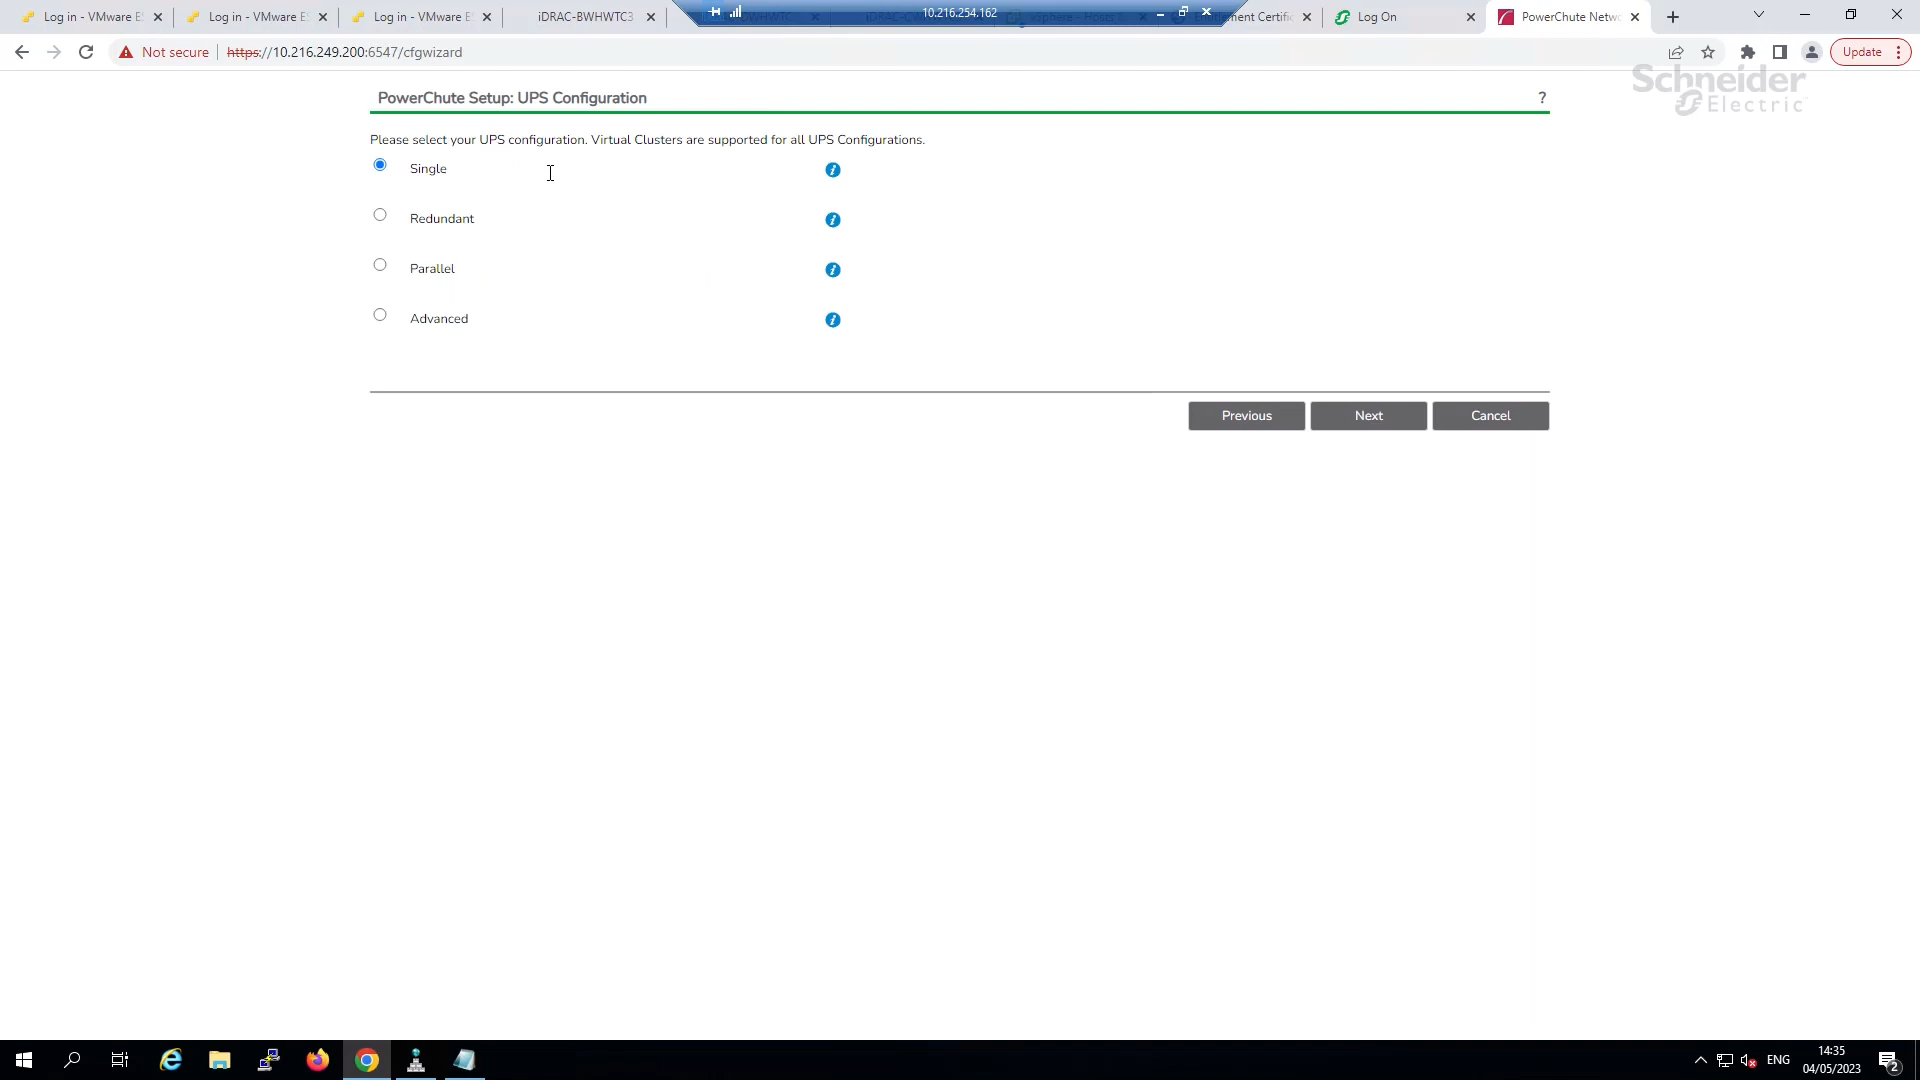 Log in - VMware E
Log in - VMware E
Log in - VMware E
iDRAC-BWHWTC3
10.216.254.162
Log On
PowerChute Netw
Not secure
https://10.216.249.200:6547/cfgwizard
Update
Schneider
Electric
PowerChute Setup: UPS Configuration
?
Please select your UPS configuration. Virtual Clusters are supported for all UPS Configurations.
Single
Redundant
Parallel
Advanced
Previous
Next
Cancel
ENG
14:35
04/05/2023
2